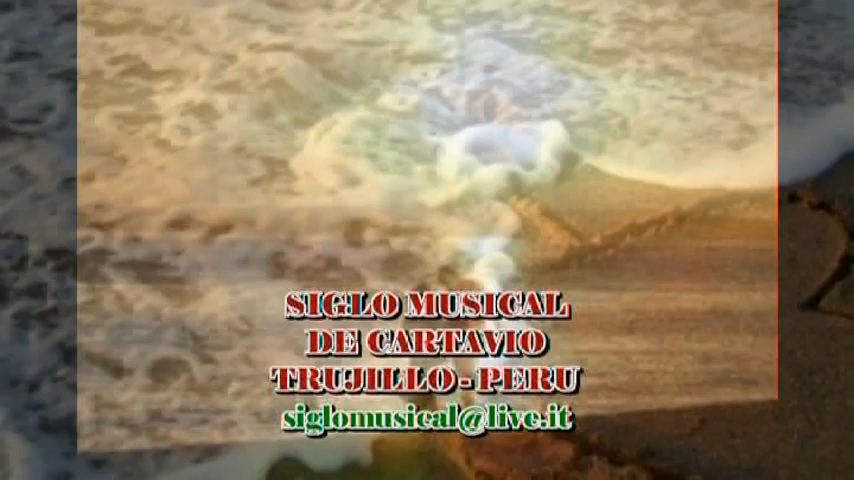 SIGLO MUSICAL
DE CARTAVIO
TRUJILLO - PERU
siglomusical@live.it